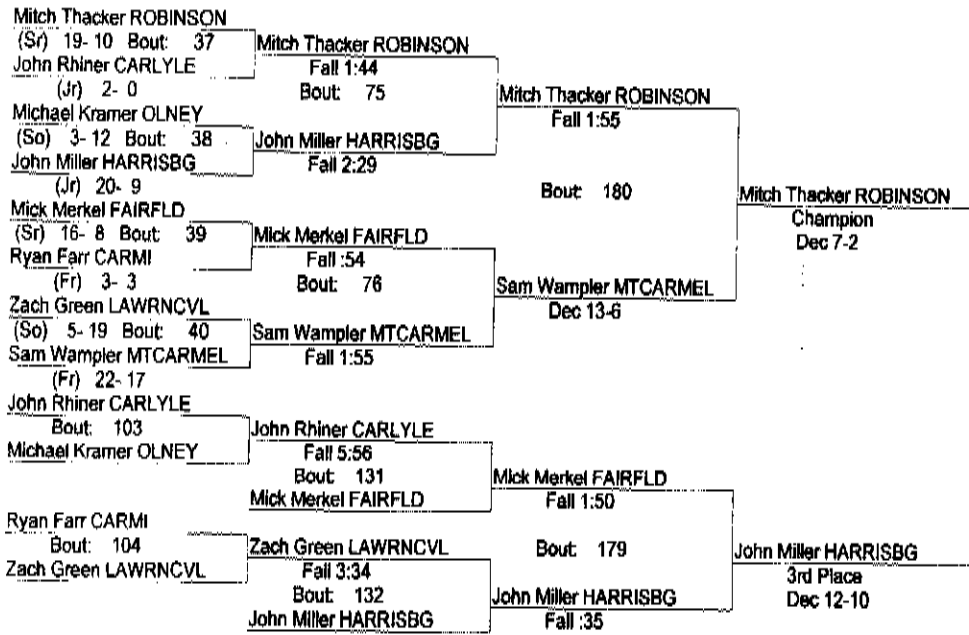 Mitch Thacker ROBINSON
(Sr) 19- 10 Bout: 37
John Rhiner CARLYLE
(Jr) 2- 0
Michael Kramer OLNEY
(So) 3- 12 Bout: 38
John Miller HARRISBG
(Jr) 20- 9
Mick Merkel FAIRFLD
(Sr) 16- 8 Bout: 39
Ryan Farr CARMI
(Fr) 3- 3
Zach Green LAWRNCVL
(So) 5- 19 Bout: 40
Sam Wampler MTCARMEL
(Fr) 22- 17
Mitch Thacker ROBINSON
Fall 1:44
Bout: 75
John Miller HARRISBG
Fall 2:29
Mick Merkel FAIRFLD
Fall :54
Bout: 76
Sam Wampler MTCARMEL
Fall 1:55
Mitch Thacker ROBINSON
Fall 1:55
Bout: 180
Sam Wampler MTCARMEL
Dec 13-6
Mitch Thacker ROBINSON
Champion
Dec 7-2
John Rhiner CARLYLE
Bout: 103
Michael Kramer OLNEY
Ryan Farr CARMI
Bout: 104
Zach Green LAWRNCVL
John Rhiner CARLYLE
Fall 5:56
Bout: 131
Mick Merkel FAIRFLD
Zach Green LAWRNCVL
Fall 3:34
Bout: 132
John Miller HARRISBG
Mick Merkel FAIRFLD
Fall 1:50
Bout: 179
John Miller HARRISBG
Fall :35
John Miller HARRISBG
3rd Place
Dec 12-10